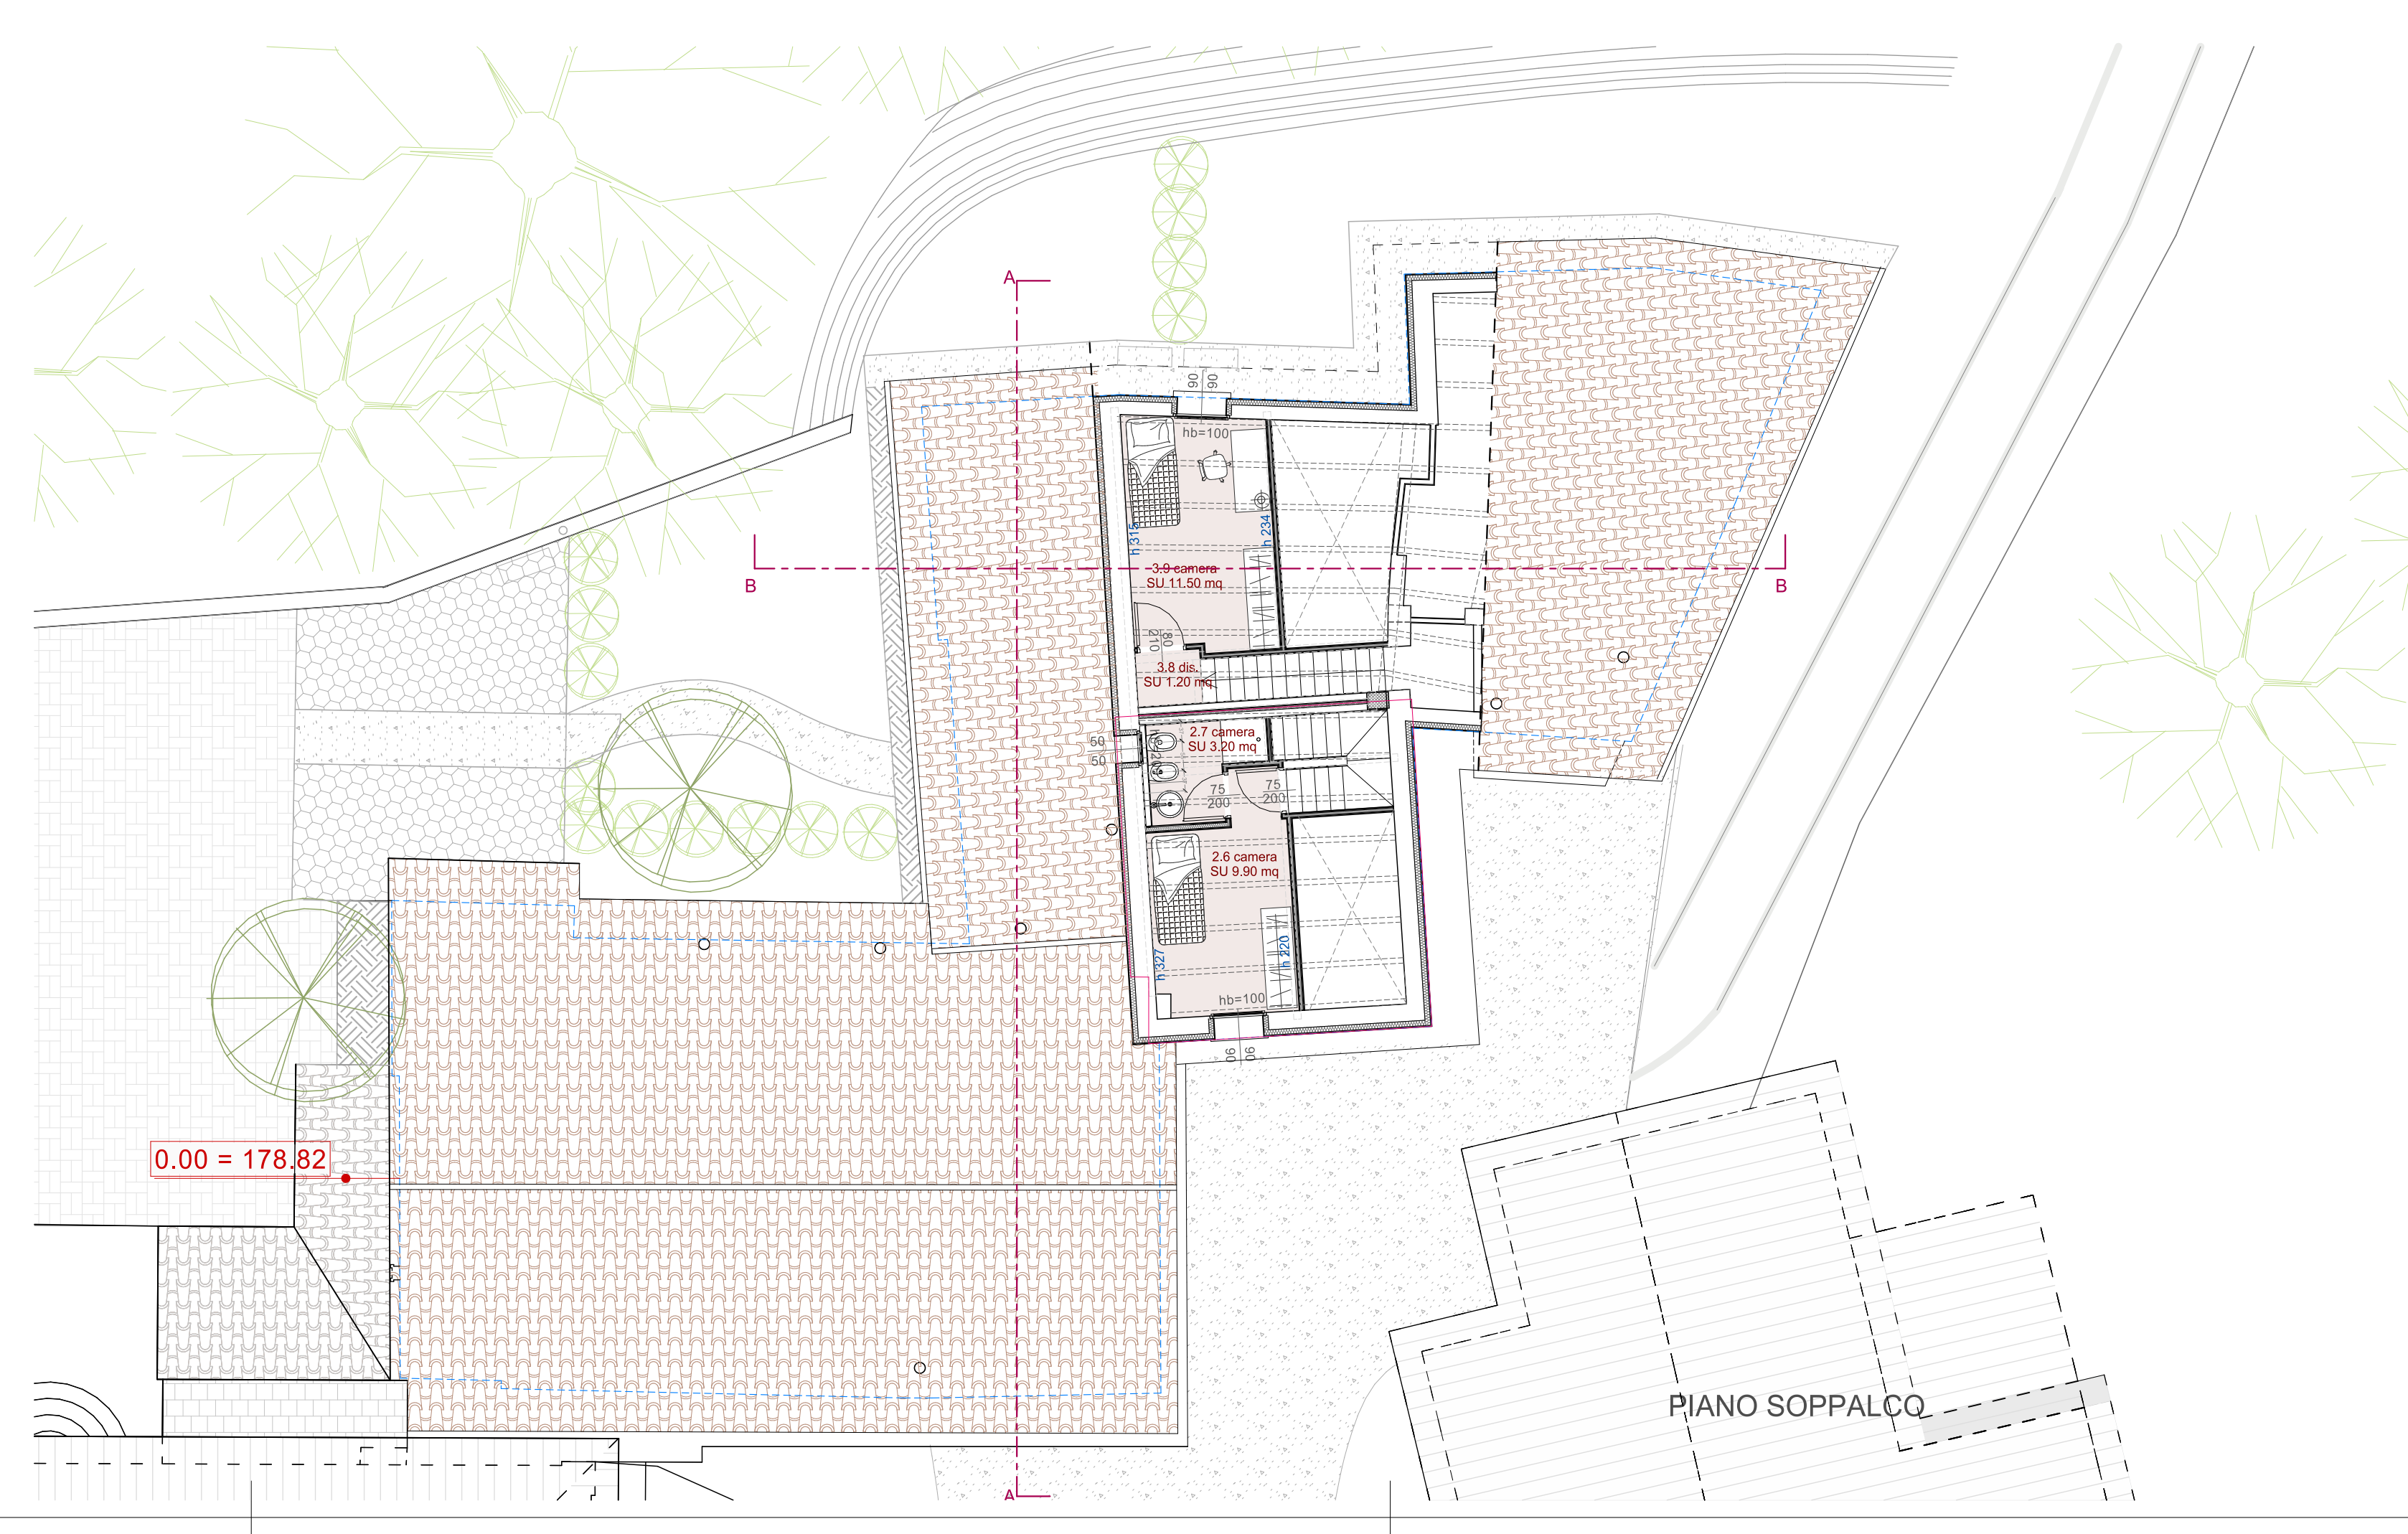 A
90
90
hb=100
h 315
h 234
3.9 camera
SU 11.50 mq
B
B
80
210
3.8 dis.
SU 1.20 mq
50
50
2.7 camera
SU 3.20 mq
75
200
75
200
2.6 camera
SU 9.90 mq
h 327
h 220
hb=100
90
90
0.00 = 178.82
PIANO SOPPALCO
A